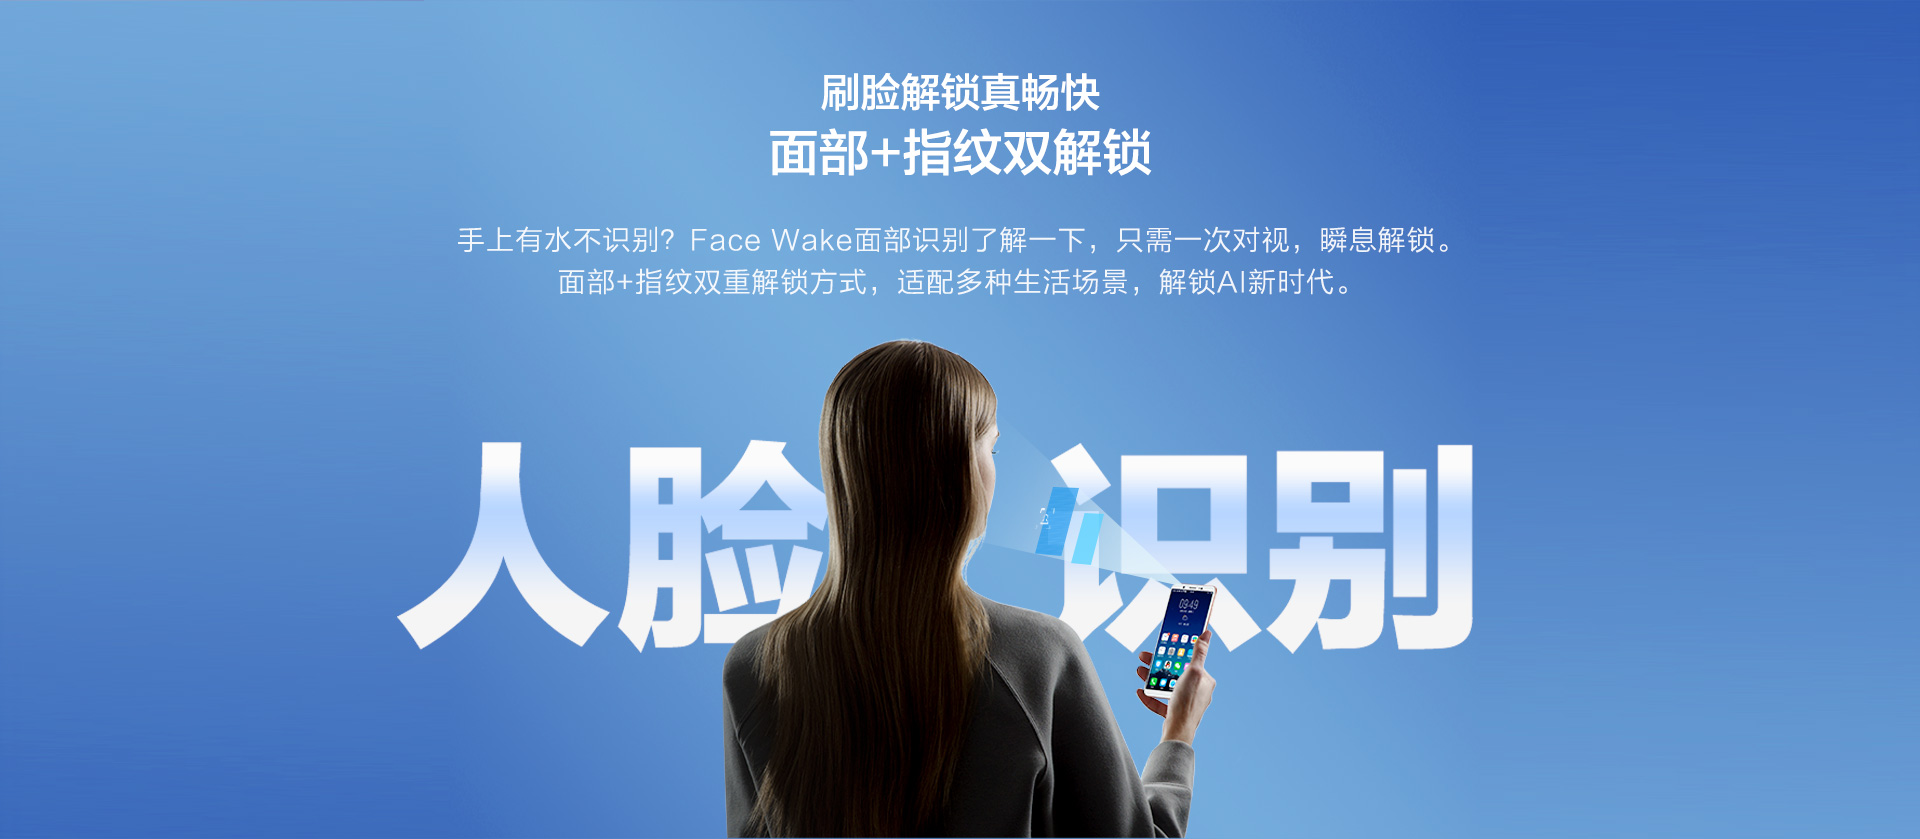 刷脸解锁真畅快
面部+指纹双解锁
手上有水不识别？Face Wake面部识别了解一下，只需一次对视，瞬息解锁。
面部+指纹双重解锁方式，适配多种生活场景，解锁AI新时代。
人脸识别
09:49